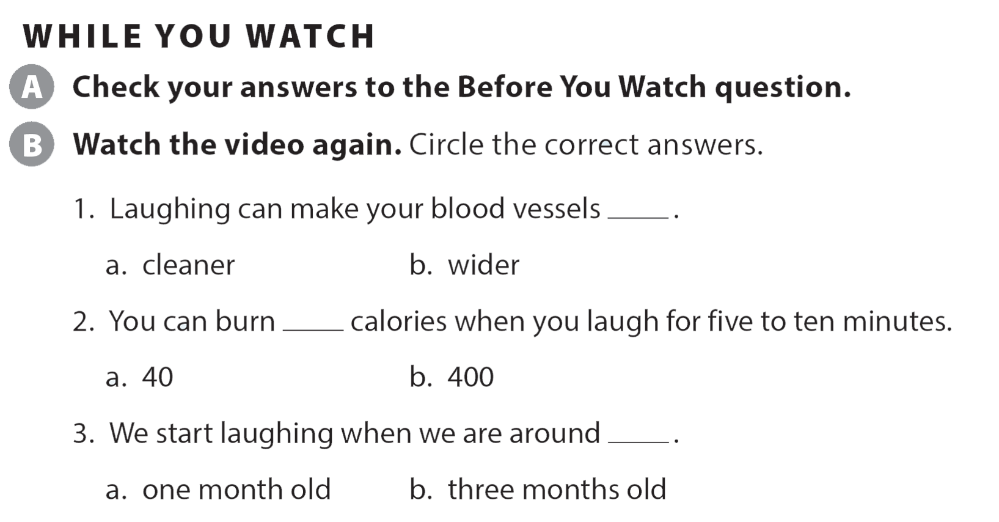 WHILE YOU WATCH
A Check your answers to the Before You Watch question.
B Watch the video again. Circle the correct answers.
1. Laughing can make your blood vessels ____.
a. cleaner b. wider
2. You can burn ____ calories when you laugh for five to ten minutes.
a. 40 b. 400
3. We start laughing when we are around ____.
a. one month old b. three months old